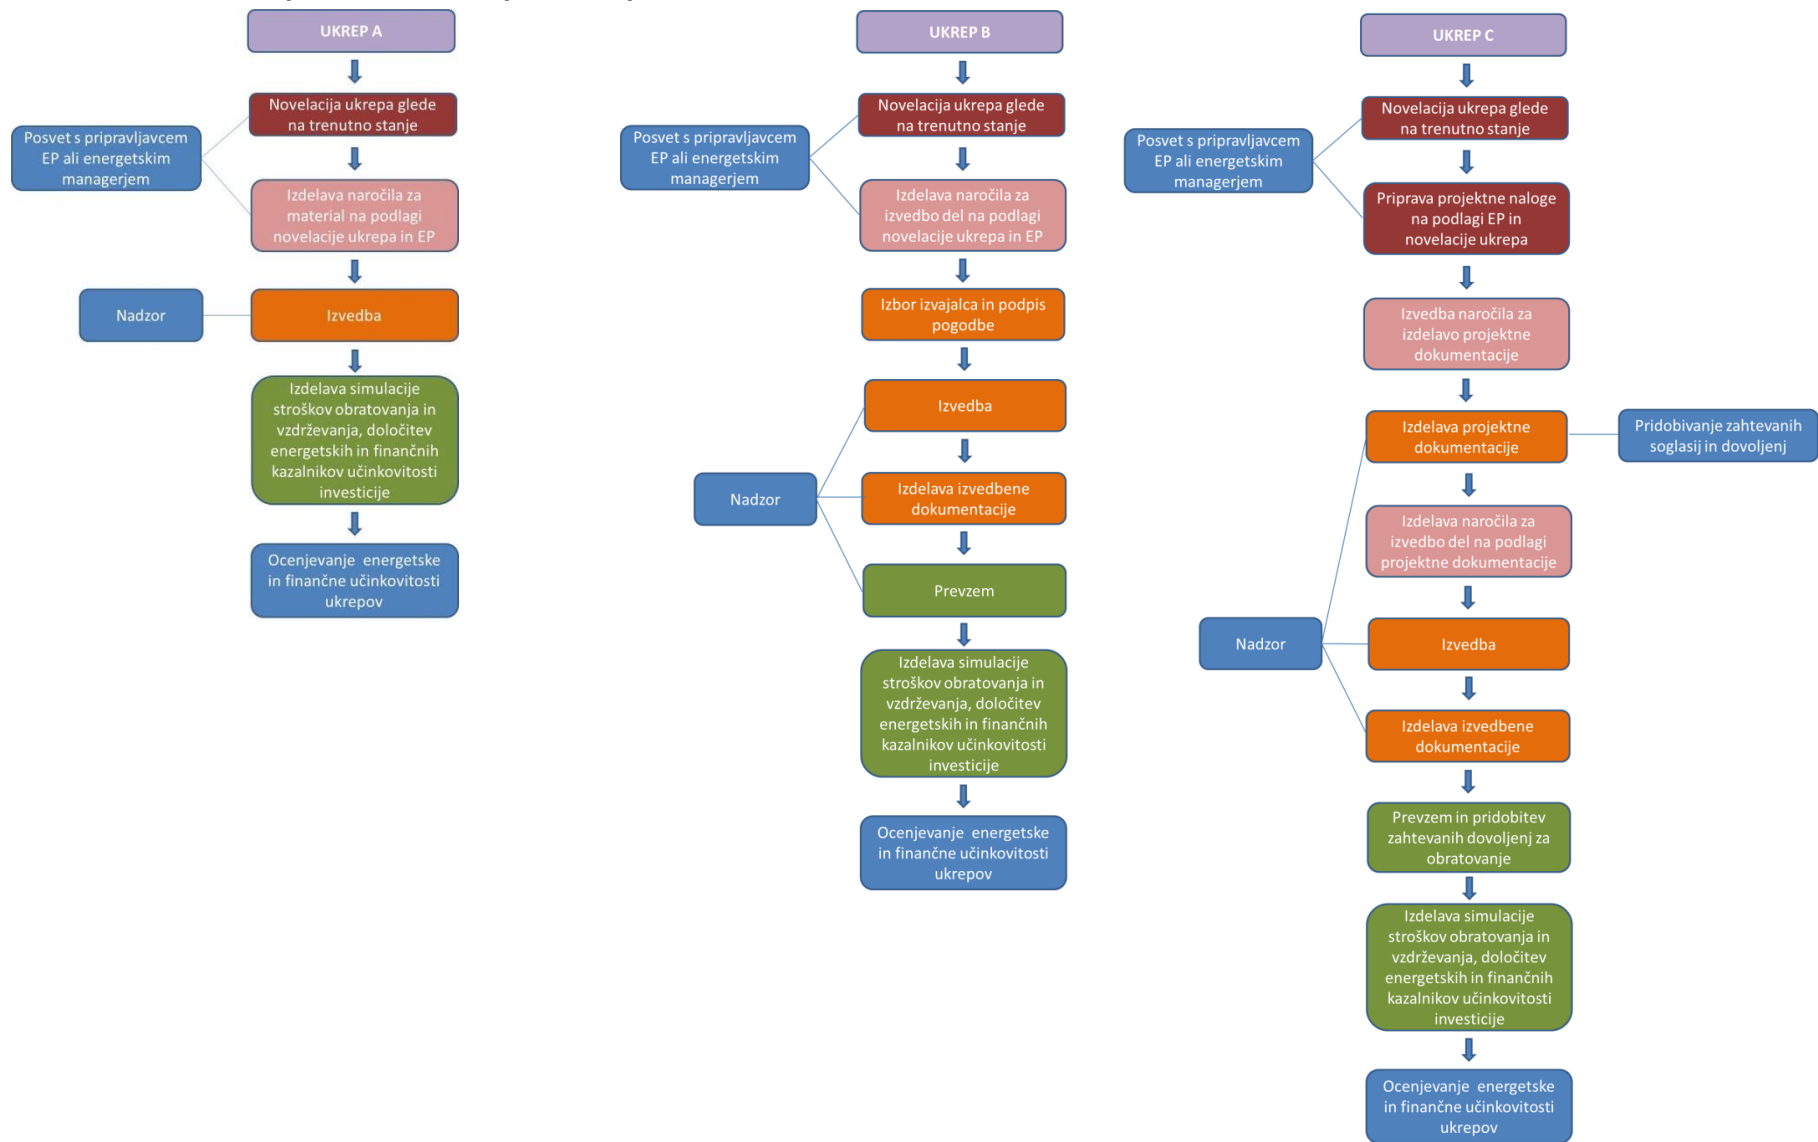 UKREP A
Novelacija ukrepa glede
na trenutno stanje
Posvet s pripravljavcem
EP ali energetskim
managerjem
Izdelava naročila za
material na podlagi
novelacije ukrepa in EP
Nadzor
Izvedba
Izdelava simulacije
stroškov obratovanja in
vzdrževanja, določitev
energetskih in finančnih
kazalnikov učinkovitosti
investicije
Ocenjevanje energetske
in finančne učinkovitosti
ukrepov
UKREP B
Novelacija ukrepa glede
na trenutno stanje
Posvet s pripravljavcem
EP ali energetskim
managerjem
Izdelava naročila za
izvedbo del na podlagi
novelacije ukrepa in EP
Izbor izvajalca in podpis
pogodbe
Izvedba
Nadzor
Izdelava izvedbene
dokumentacije
Prevzem
Izdelava simulacije
stroškov obratovanja in
vzdrževanja, določitev
energetskih in finančnih
kazalnikov učinkovitosti
investicije
Ocenjevanje energetske
in finančne učinkovitosti
ukrepov
UKREP C
Novelacija ukrepa glede
na trenutno stanje
Posvet s pripravljavcem
EP ali energetskim
managerjem
Priprava projektne naloge
na podlagi EP in
novelacije ukrepa
Izvedba naročila za
izdelavo projektne
dokumentacije
Izdelava projektne
dokumentacije
Pridobivanje zahtevanih
soglasij in dovoljenj
Izdelava naročila za
izvedbo del na podlagi
projektne dokumentacije
Nadzor
Izvedba
Izdelava izvedbene
dokumentacije
Prevzem in pridobitev
zahtevanih dovoljenj za
obratovanje
Izdelava simulacije
stroškov obratovanja in
vzdrževanja, določitev
energetskih in finančnih
kazalnikov učinkovitosti
investicije
Ocenjevanje energetske
in finančne učinkovitosti
ukrepov